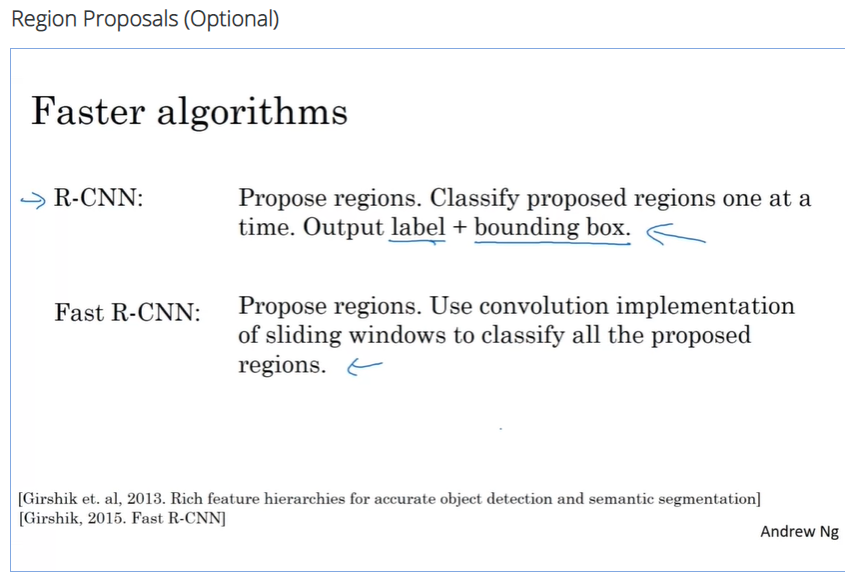 Region Proposals (Optional)
Faster algorithms
R-CNN: Propose regions. Classify proposed regions one at a
time. Output label + bounding box.
Fast R-CNN: Propose regions. Use convolution implementation
of sliding windows to classify all the proposed
regions.
[Girshik et. al, 2013. Rich feature hierarchies for accurate object detection and semantic segmentation]
[Girshik, 2015. Fast R-CNN]
Andrew Ng